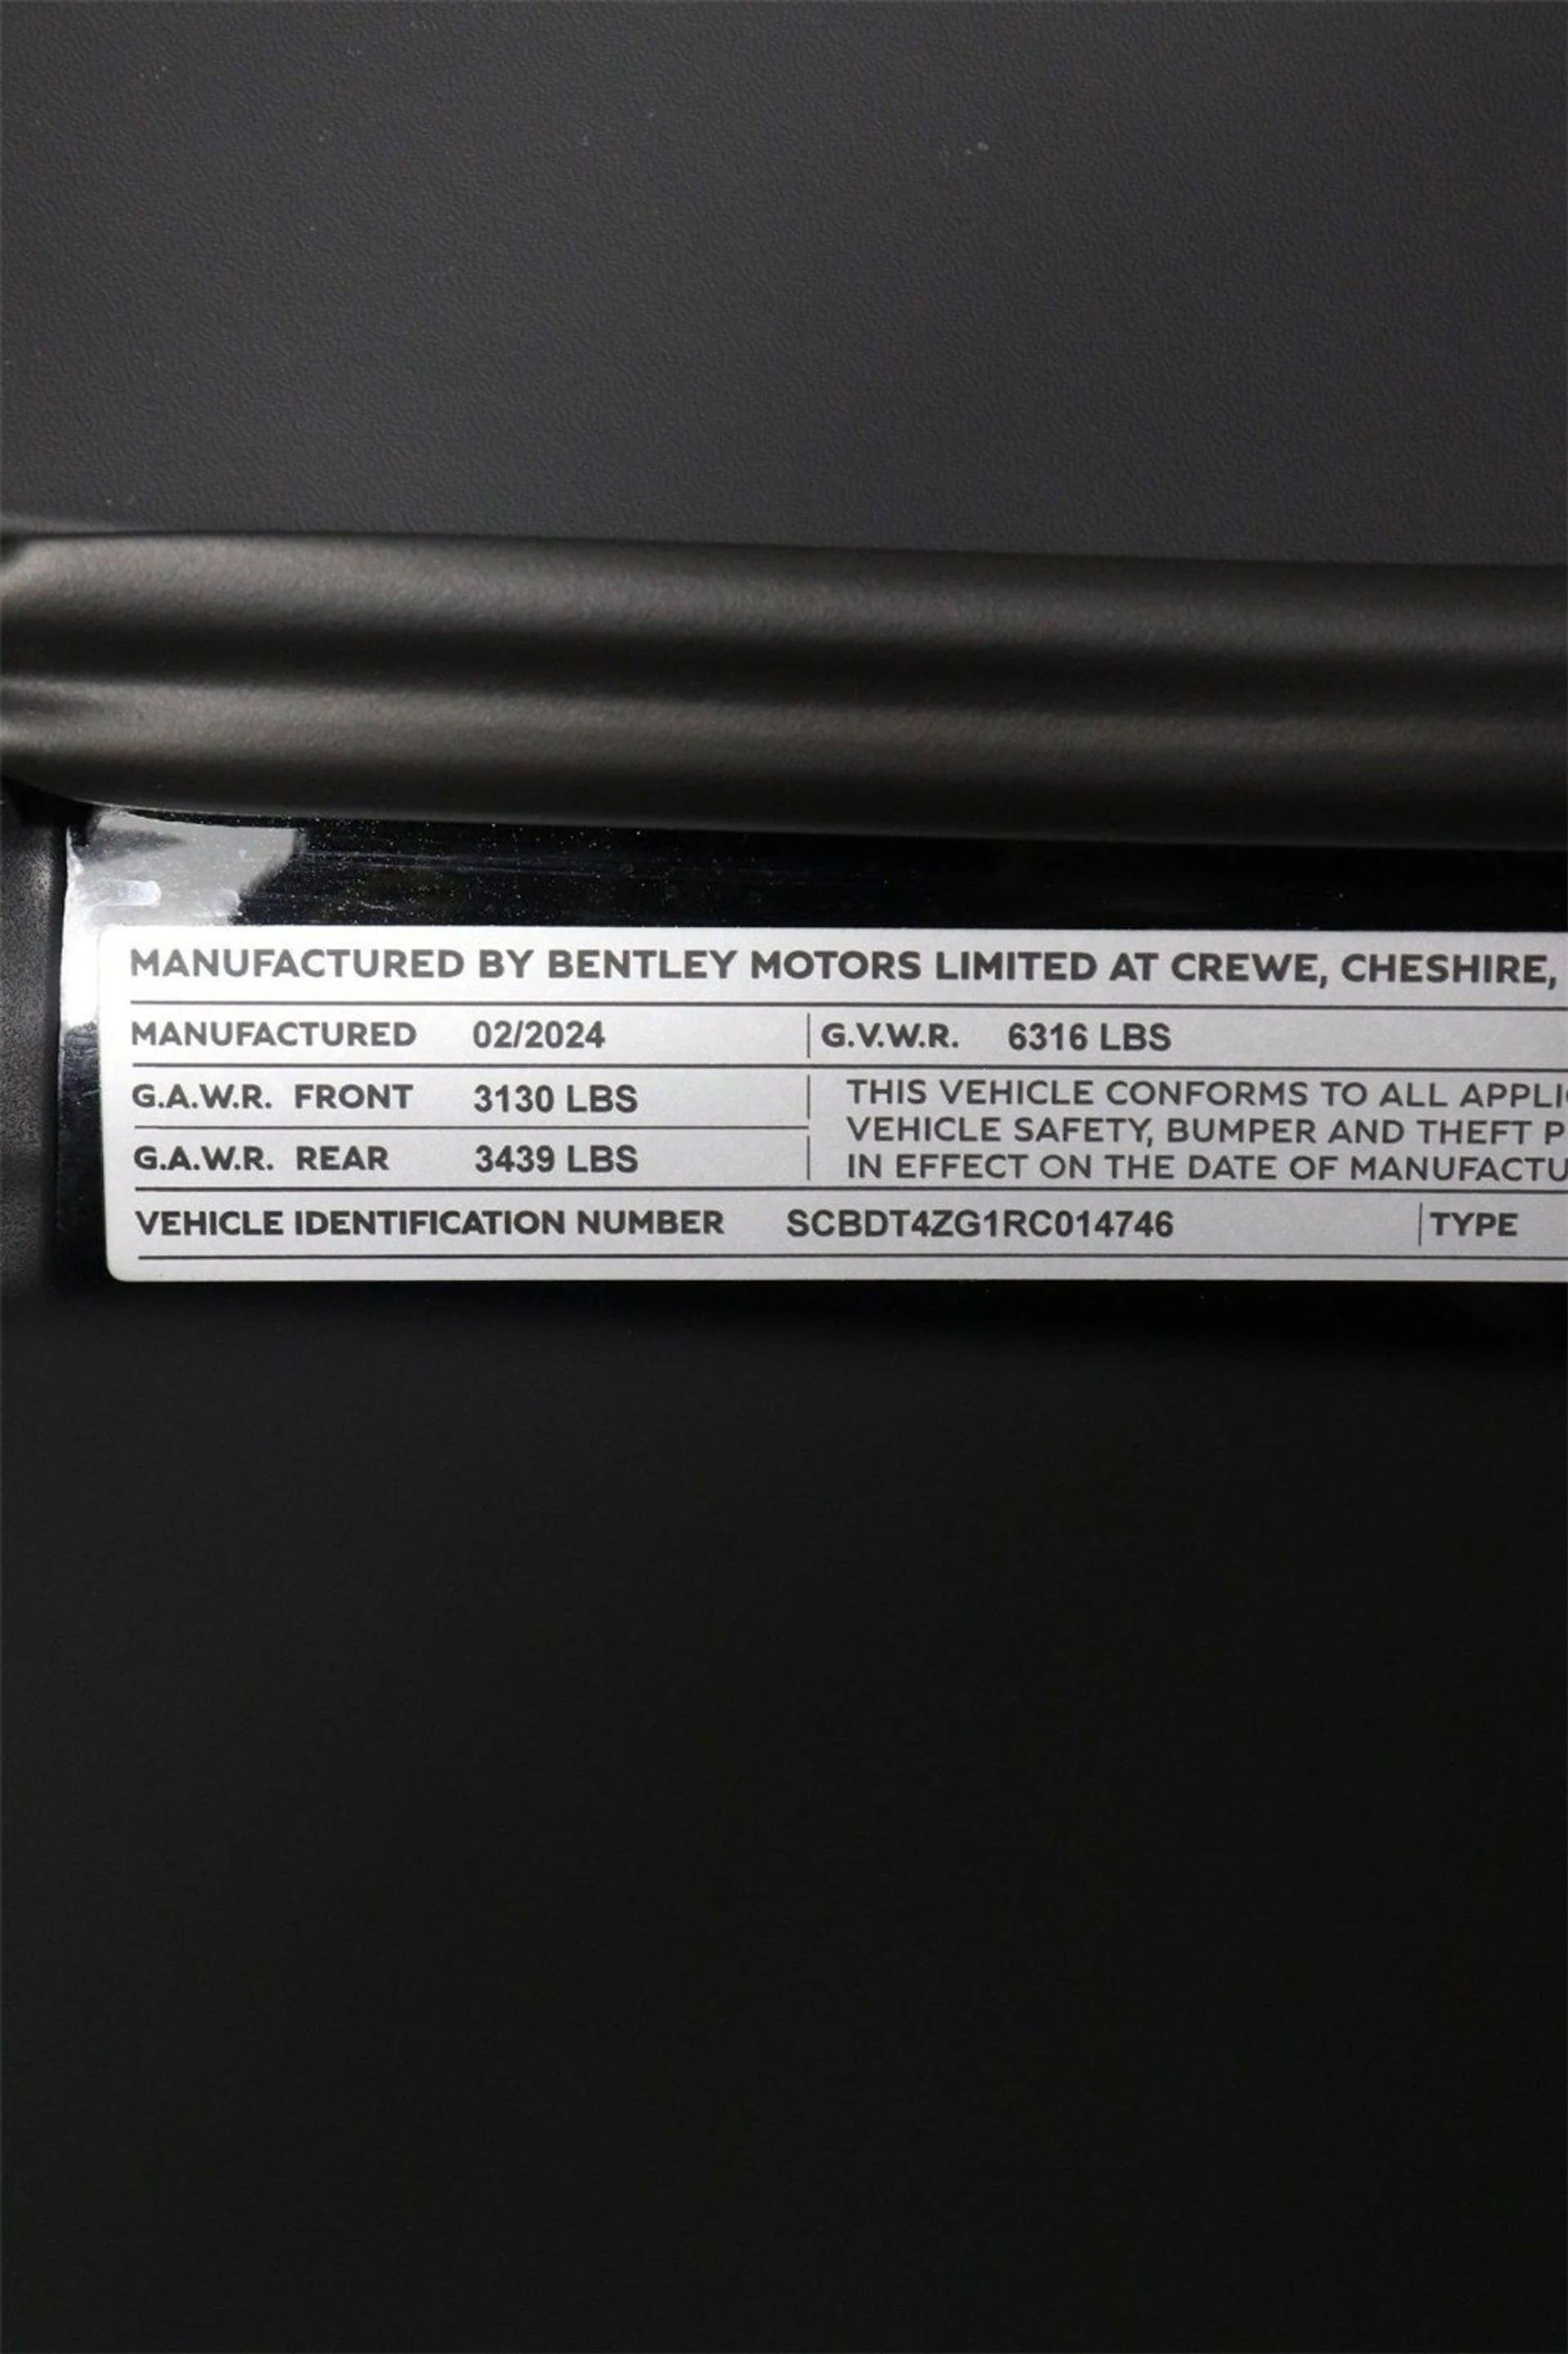 MANUFACTURED BY BENTLEY MOTORS LIMITED AT CREWE, CHESHIRE,
MANUFACTURED 02/2024 G.V.W.R. 6316 LBS
G.A.W.R. FRONT 3130 LBS
G.A.W.R. REAR 3439 LBS
THIS VEHICLE CONFORMS TO ALL
VEHICLE SAFETY, BUMPER AND THEFT
IN EFFECT ON THE DATE OF
VEHICLE IDENTIFICATION NUMBER SCBDT4ZG1RC014746 TYPE